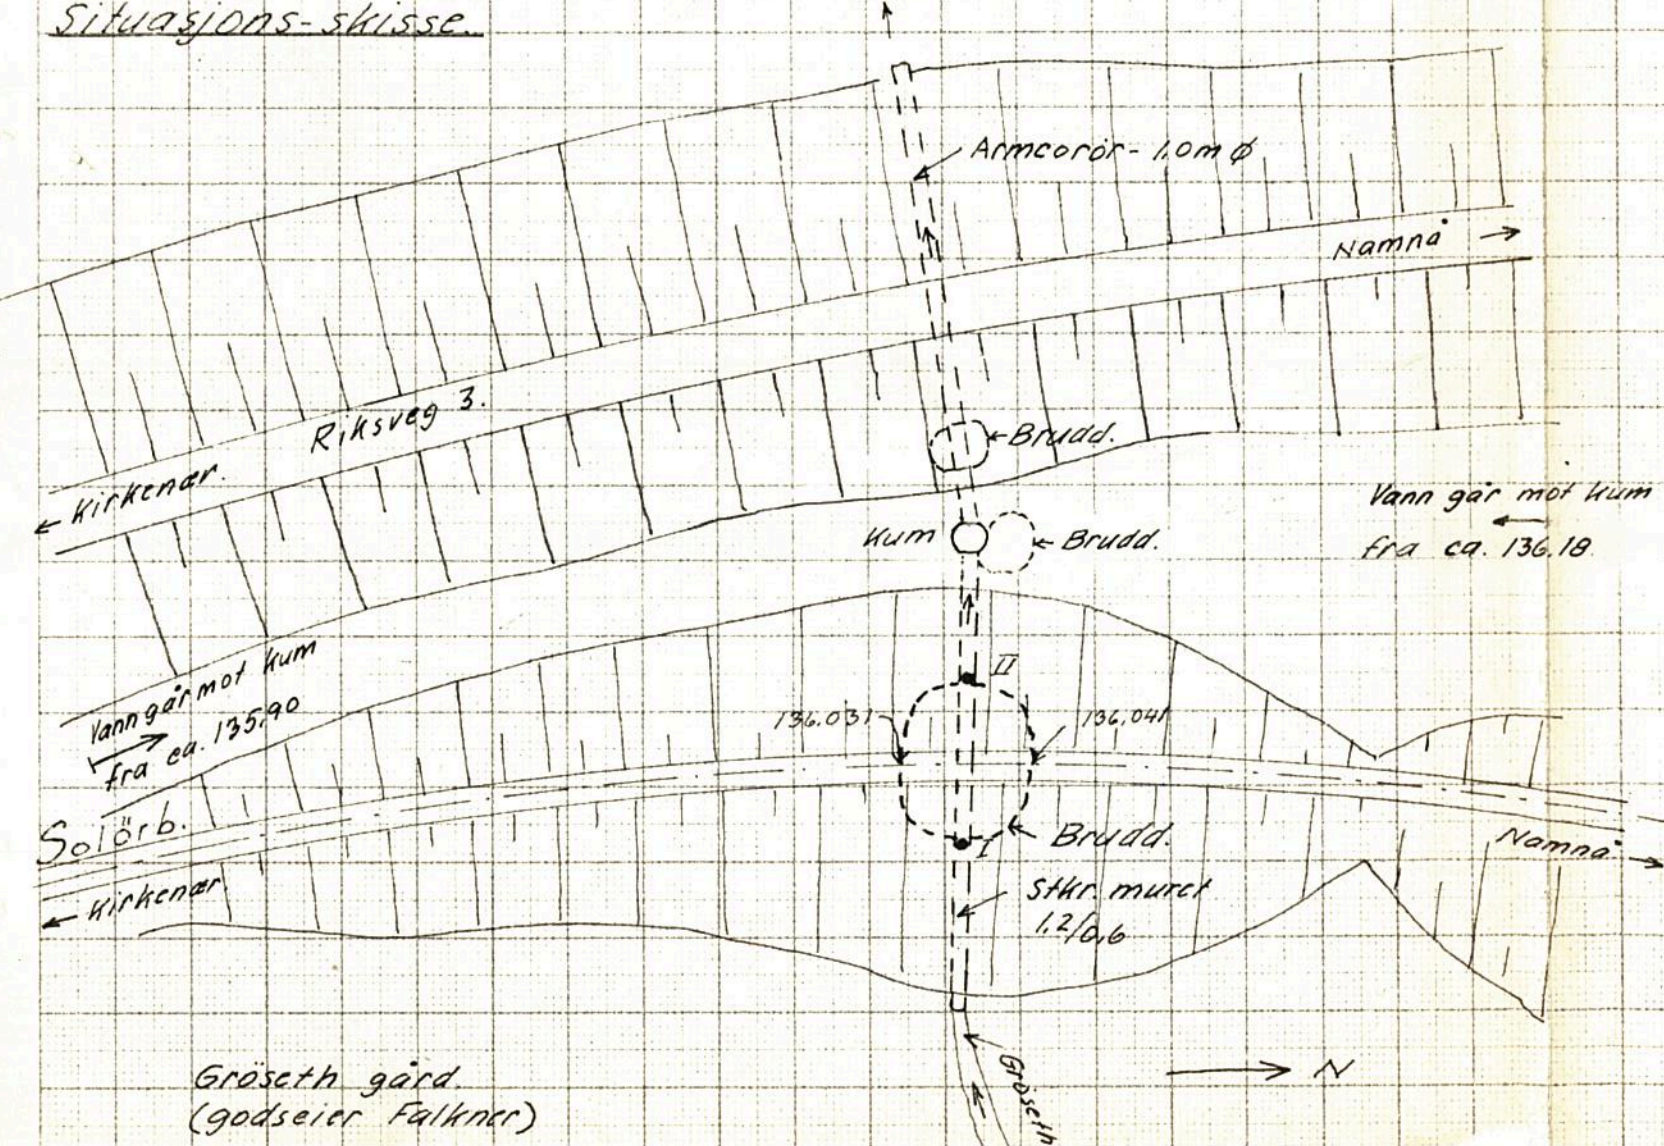 Situasjons-skisse.
Armcorör - 1,0 m ø
Namnå
Riksveg 3.
Kirkenær.
Brudd.
Vann går mot kum
fra ca. 136,18
Kum
Brudd.
Vann går mot kum
fra ca. 135,90
II
136,031
136,041
Solörb.
Brudd.
I
Namnå
Kirkenær
Stkr. muret
1,2/0,6
Gröseth gård.
(godseier Falkner)
Gröseth
N